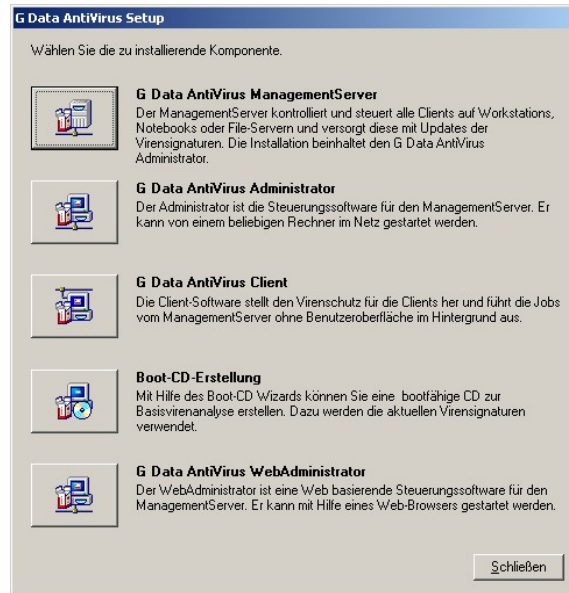 G Data AntiVirus Setup
Wählen Sie die zu installierende Komponente.
G Data AntiVirus ManagementServer
Der ManagementServer kontrolliert und steuert alle Clients auf Workstations,
Notebooks oder File-Servern und versorgt diese mit Updates der
Virensignaturen. Die Installation beinhaltet den G Data AntiVirus
Administrator.
G Data AntiVirus Administrator
Der Administrator ist die Steuerungssoftware für den ManagementServer. Er
kann von einem beliebigen Rechner im Netz gestartet werden.
G Data AntiVirus Client
Die Client-Software stellt den Virenschutz für die Clients her und führt die Jobs
vom ManagementServer ohne Benutzeroberfläche im Hintergrund aus.
Boot-CD-Erstellung
Mit Hilfe des Boot-CD Wizards können Sie eine bootfähige CD zur
Basisvirenanalyse erstellen. Dazu werden die aktuellen Virensignaturen
verwendet.
G Data AntiVirus WebAdministrator
Der WebAdministrator ist eine Web basierende Steuerungssoftware für den
ManagementServer. Er kann mit Hilfe eines Web-Browsers gestartet werden.
Schließen